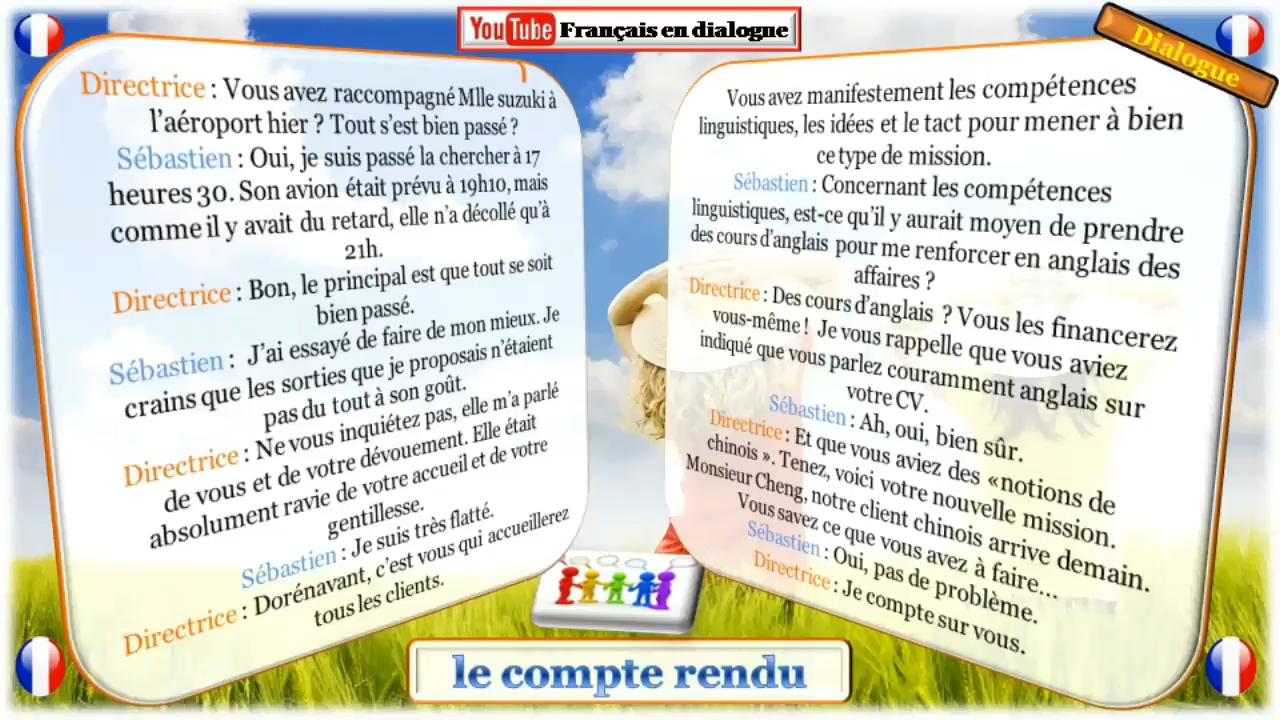 YouTube Français en dialogue
Dialogue
Directrice : Vous avez raccompagné Mlle suzuki à
l'aéroport hier ? Tout s'est bien passé ?
Sébastien : Oui, je suis passé la chercher à 17
heures 30. Son avion était prévu à 19h10, mais
comme il y avait du retard, elle n'a décollé qu'à
21h.
Directrice : Bon, le principal est que tout se soit
bien passé.
Sébastien : J'ai essayé de faire de mon mieux. Je
crains que les sorties que je proposais n'étaient
pas du tout à son goût.
Directrice : Ne vous inquiétez pas, elle m'a parlé
de vous et de votre dévouement. Elle était
absolument ravie de votre accueil et de votre
gentillesse.
Sébastien : Je suis très flatté.
Directrice : Dorénavant, c'est vous qui accueillerez
tous les clients.
Vous avez manifestement les compétences
linguistiques, les idées et le tact pour mener à bien
ce type de mission.
Sébastien : Concernant les compétences
linguistiques, est-ce qu'il y aurait moyen de prendre
des cours d'anglais pour me renforcer en anglais des
affaires ?
Directrice : Des cours d'anglais ? Vous les financerez
vous-même ! Je vous rappelle que vous aviez
indiqué que vous parlez couramment anglais sur
votre CV.
Sébastien : Ah, oui, bien sûr.
Directrice : Et que vous aviez des «notions de
chinois ». Tenez, voici votre nouvelle mission.
Monsieur Cheng, notre client chinois arrive demain.
Vous savez ce que vous avez à faire...
Sébastien : Oui, pas de problème.
Directrice : Je compte sur vous.
le compte rendu